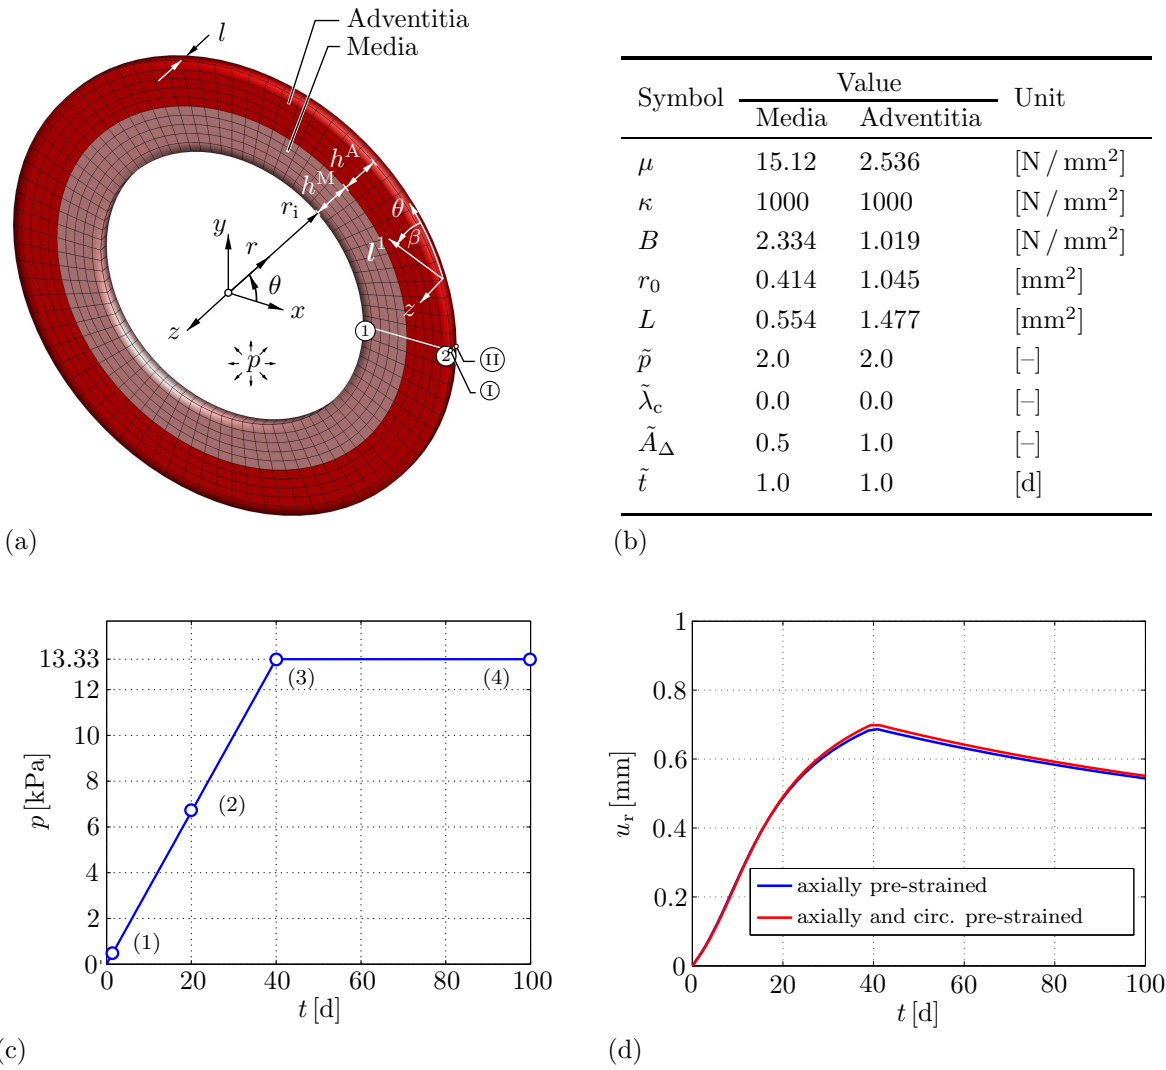 l
Adventitia
Media
h^A
h^M
r_i
θ
β
l^1
y
r
θ
x
z
z
p
1
2
II
I
(a)
Symbol Value Unit
Media Adventitia
μ 15.12 2.536 [N / mm²]
κ 1000 1000 [N / mm²]
B 2.334 1.019 [N / mm²]
r₀ 0.414 1.045 [mm²]
L 0.554 1.477 [mm²]
p̃ 2.0 2.0 [–]
λ̃_c 0.0 0.0 [–]
Ã_Δ 0.5 1.0 [–]
t̃ 1.0 1.0 [d]
(b)
13.33
12
10
8
6
4
2
0
p [kPa]
(1)
(2)
(3)
(4)
0 20 40 60 80 100
t [d]
(c)
1
0.8
0.6
0.4
0.2
0
u_r [mm]
axially pre-strained
axially and circ. pre-strained
0 20 40 60 80 100
t [d]
(d)